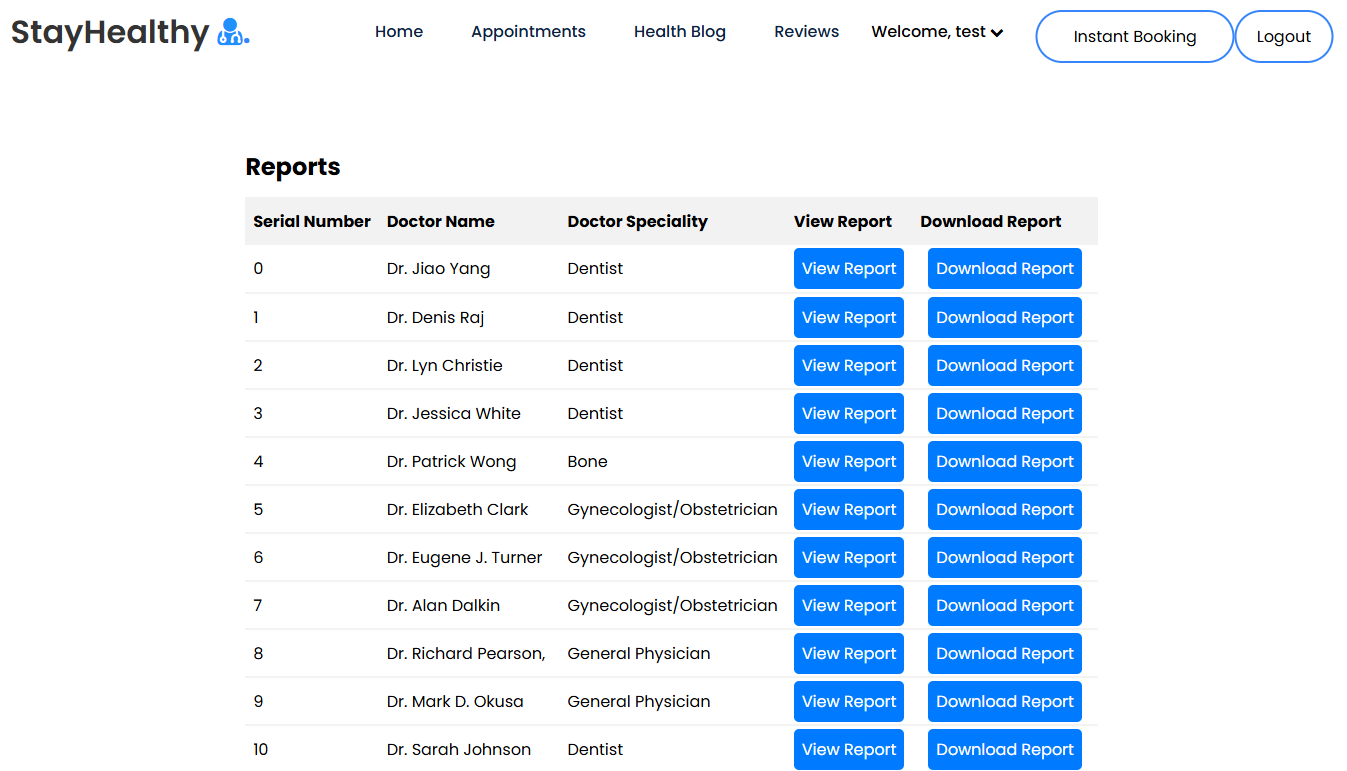 StayHealthy Home Appointments Health Blog Reviews Welcome, test Instant Booking Logout
Reports
Serial Number Doctor Name Doctor Speciality View Report Download Report
0 Dr. Jiao Yang Dentist View Report Download Report
1 Dr. Denis Raj Dentist View Report Download Report
2 Dr. Lyn Christie Dentist View Report Download Report
3 Dr. Jessica White Dentist View Report Download Report
4 Dr. Patrick Wong Bone View Report Download Report
5 Dr. Elizabeth Clark Gynecologist/Obstetrician View Report Download Report
6 Dr. Eugene J. Turner Gynecologist/Obstetrician View Report Download Report
7 Dr. Alan Dalkin Gynecologist/Obstetrician View Report Download Report
8 Dr. Richard Pearson, General Physician View Report Download Report
9 Dr. Mark D. Okusa General Physician View Report Download Report
10 Dr. Sarah Johnson Dentist View Report Download Report